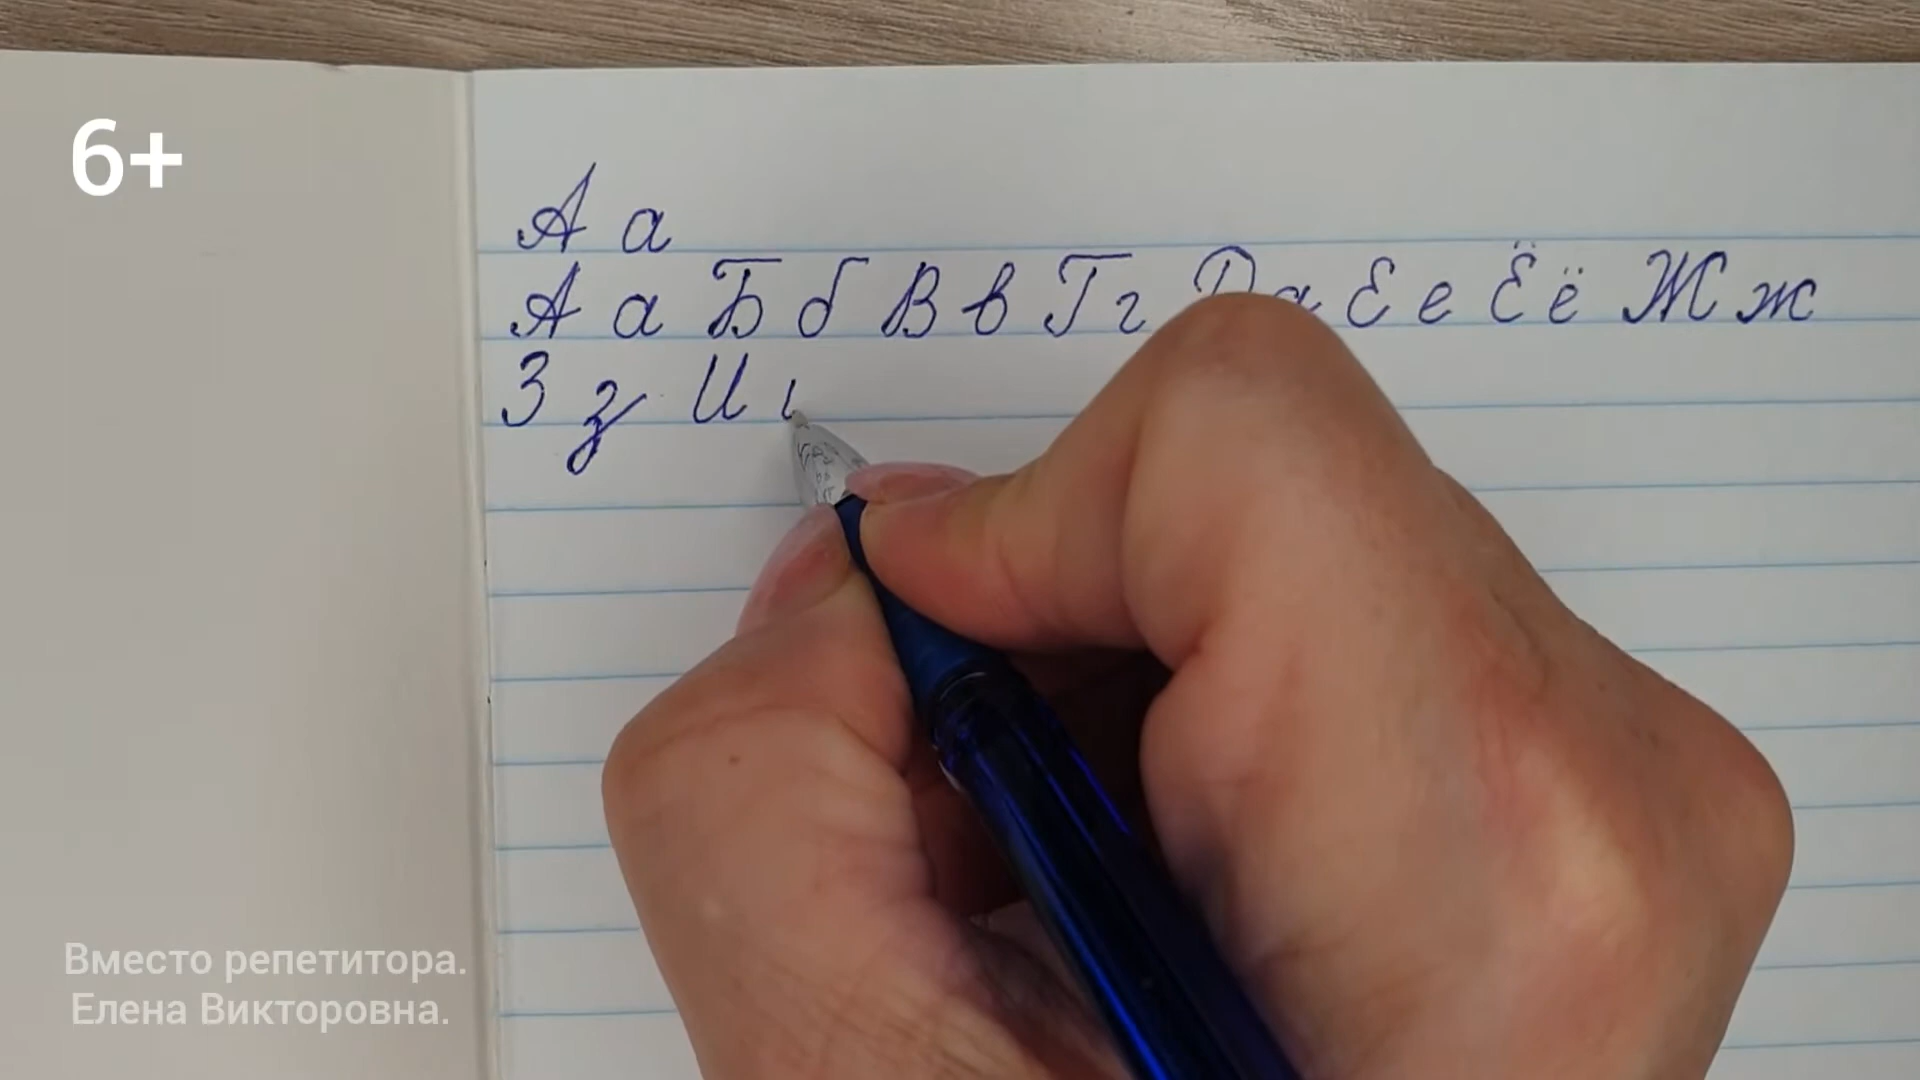 6+
А а
А а Б б В в Г г Д д Е е Ё ё Ж ж
З з И
Вместо репетитора.
Елена Викторовна.